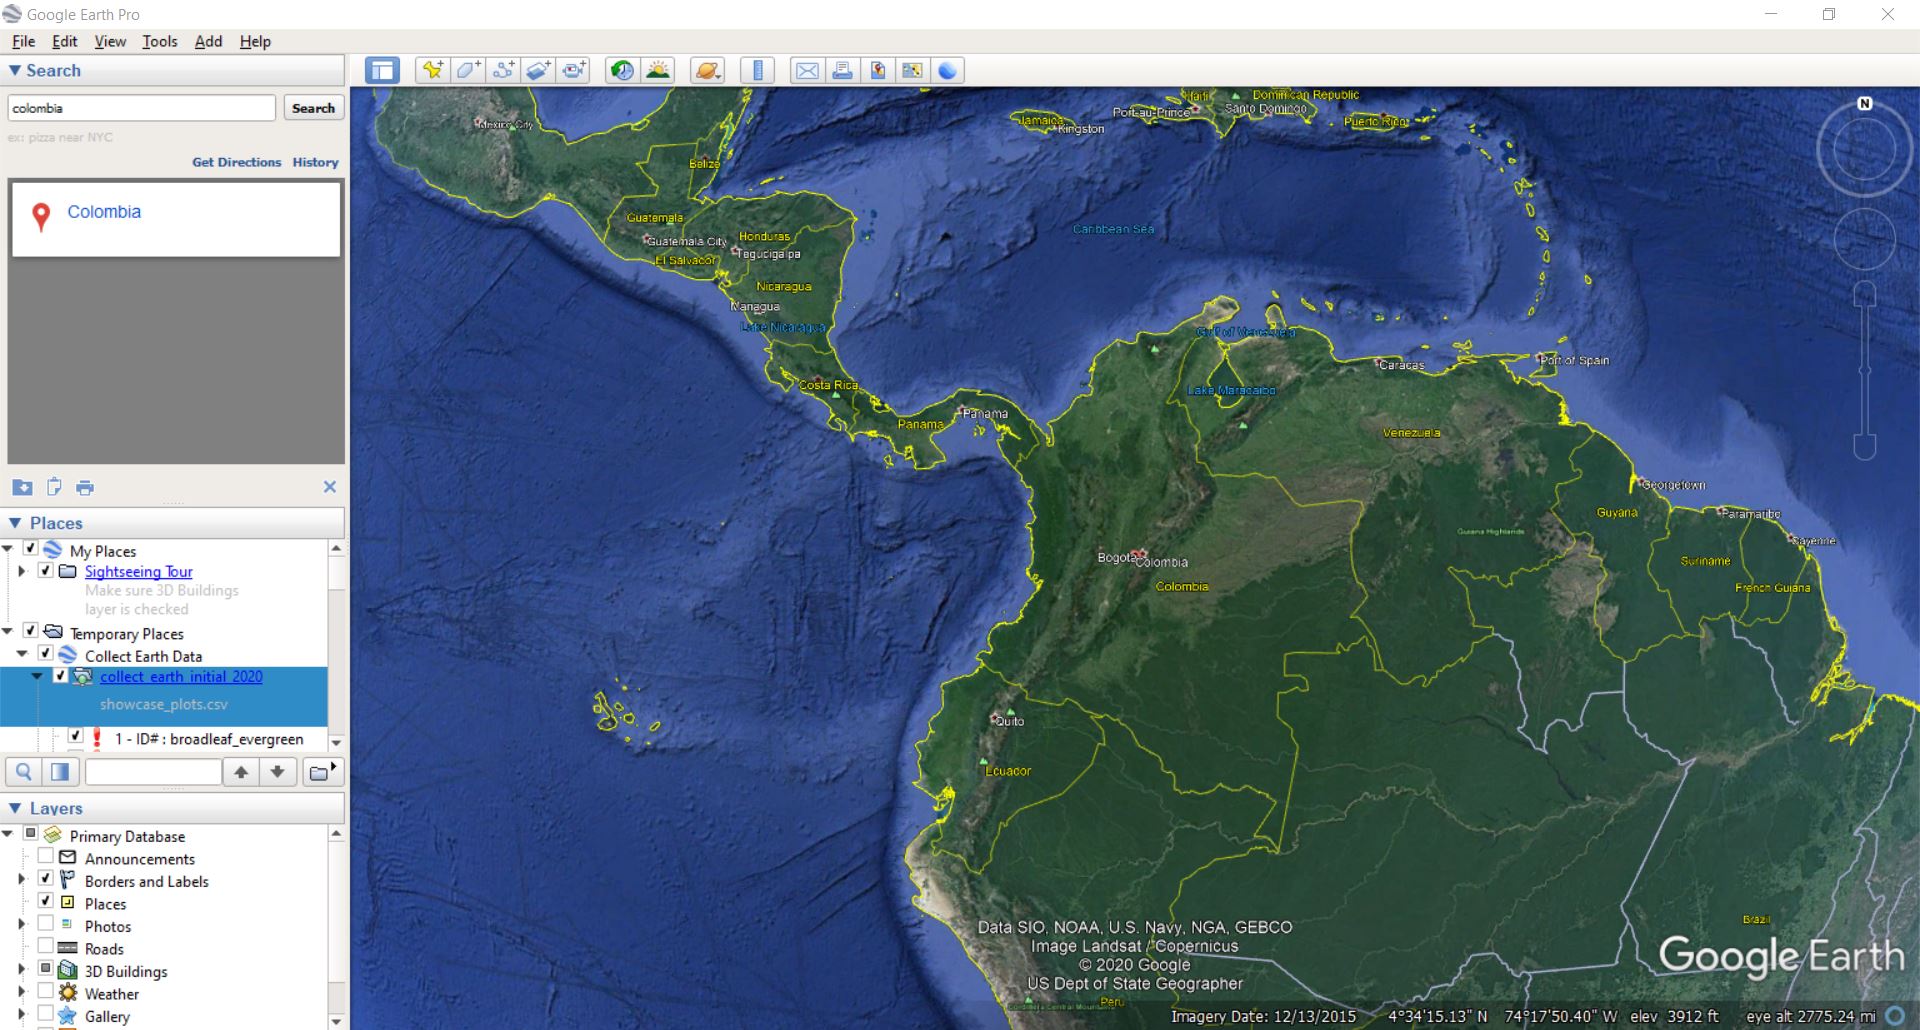 Google Earth Pro
File Edit View Tools Add Help
Search
colombia
Search
ex: pizza near NYC
Get Directions History
Colombia
Places
My Places
Sightseeing Tour
Make sure 3D Buildings
layer is checked
Temporary Places
Collect Earth Data
collect_earth_initial_2020
showcase_plots.csv
1 - ID# : broadleaf_evergreen
Layers
Primary Database
Announcements
Borders and Labels
Places
Photos
Roads
3D Buildings
Weather
Gallery
N
Mexico City
Haiti
Dominican Republic
Port-au-Prince
Santo Domingo
Jamaica
Kingston
Puerto Rico
Belize
Guatemala
Guatemala City
Honduras
Tegucigalpa
El Salvador
Nicaragua
Managua
Lake Nicaragua
Caribbean Sea
Gulf of Venezuela
Costa Rica
Caracas
Port of Spain
Lake Maracaibo
Panama
Panama
Venezuela
Georgetown
Guyana
Paramaribo
Guiana Highlands
Cayenne
Bogota
Colombia
Colombia
Suriname
French Guiana
Quito
Ecuador
Brazil
Peru
Cordillera Central Mountains
Data SIO, NOAA, U.S. Navy, NGA, GEBCO
Image Landsat / Copernicus
© 2020 Google
US Dept of State Geographer
Google Earth
Imagery Date: 12/13/2015 4°34'15.13" N 74°17'50.40" W elev 3912 ft eye alt 2775.24 mi